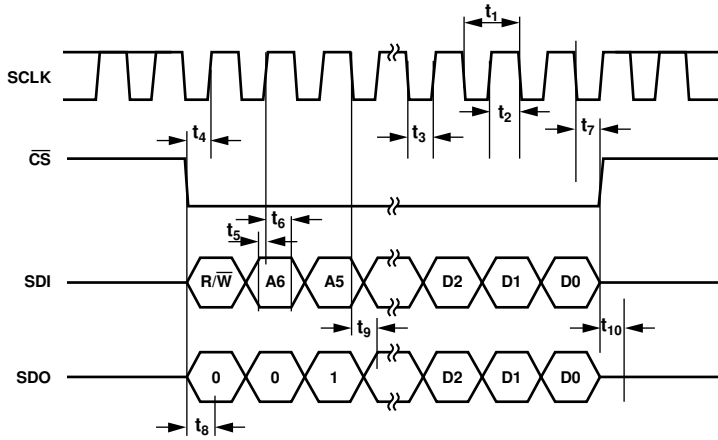 t1
SCLK
t4 t3 t2 t7
CS
t5 t6
SDI R/W A6 A5 D2 D1 D0
t9 t10
SDO 0 0 1 D2 D1 D0
t8